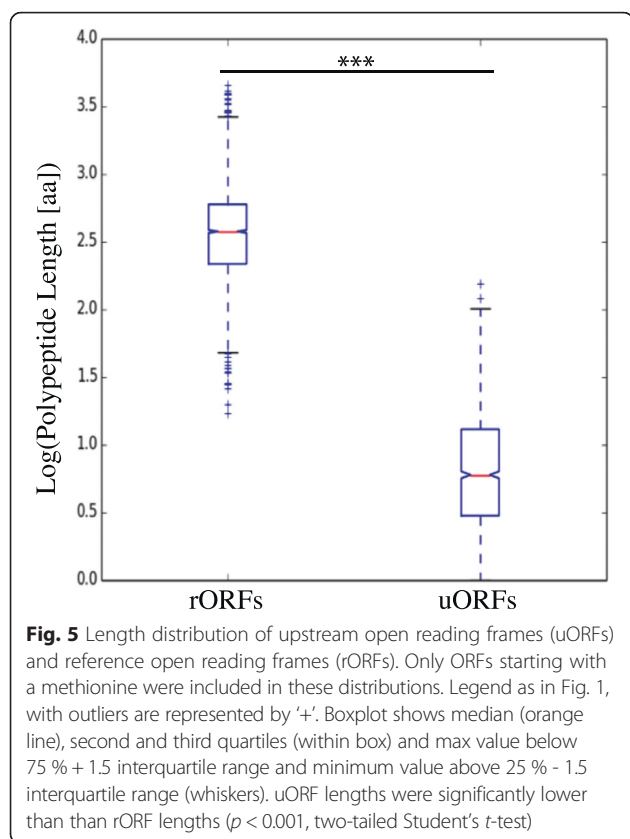 4.0
***
3.5
3.0
2.5
2.0
1.5
1.0
0.5
0.0
Log(Polypeptide Length [aa])
rORFs uORFs
Fig. 5 Length distribution of upstream open reading frames (uORFs)
and reference open reading frames (rORFs). Only ORFs starting with
a methionine were included in these distributions. Legend as in Fig. 1,
with outliers are represented by ‘+’. Boxplot shows median (orange
line), second and third quartiles (within box) and max value below
75 % + 1.5 interquartile range and minimum value above 25 % - 1.5
interquartile range (whiskers). uORF lengths were significantly lower
than than rORF lengths (p < 0.001, two-tailed Student’s t-test)